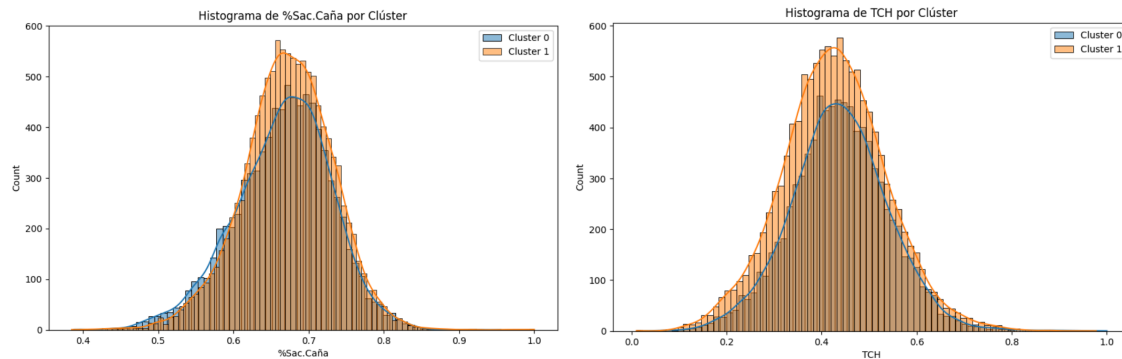 Histograma de %Sac.Caña por Clúster
Cluster 0
Cluster 1
600
500
400
300
200
100
0
Count
0.4 0.5 0.6 0.7 0.8 0.9 1.0
%Sac.Caña
Histograma de TCH por Clúster
Cluster 0
Cluster 1
600
500
400
300
200
100
0
Count
0.0 0.2 0.4 0.6 0.8 1.0
TCH